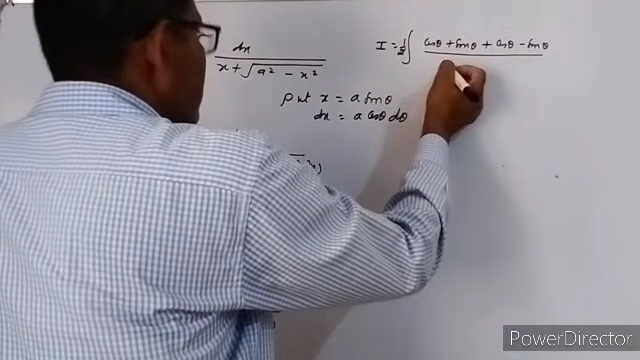 dx
x + √a² - x²
put x = a sinθ
dx = a cosθ dθ
I = 1/2 ∫ cosθ + sinθ + cosθ - sinθ
PowerDirector